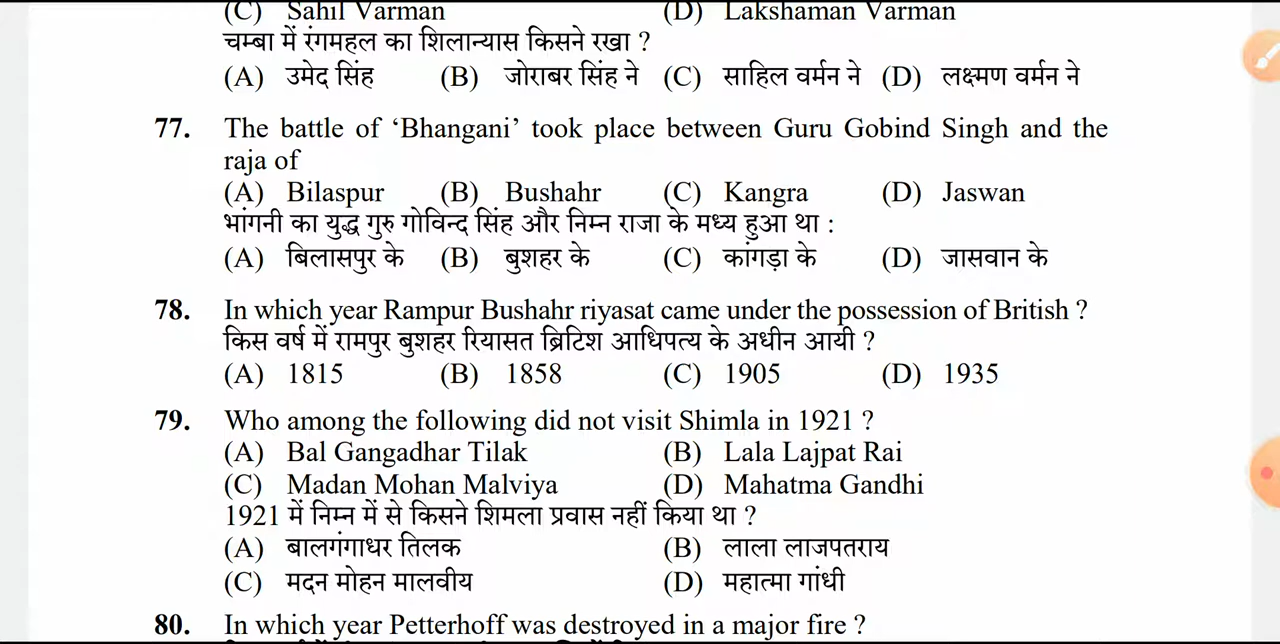 (C) Sahil Varman (D) Lakshaman Varman
चम्बा में रंगमहल का शिलान्यास किसने रखा ?
(A) उमेद सिंह (B) जोराबर सिंह ने (C) साहिल वर्मन ने (D) लक्ष्मण वर्मन ने
77. The battle of ‘Bhangani’ took place between Guru Gobind Singh and the
raja of
(A) Bilaspur (B) Bushahr (C) Kangra (D) Jaswan
भांगनी का युद्ध गुरु गोविन्द सिंह और निम्न राजा के मध्य हुआ था :
(A) बिलासपुर के (B) बुशहर के (C) कांगड़ा के (D) जासवान के
78. In which year Rampur Bushahr riyasat came under the possession of British ?
किस वर्ष में रामपुर बुशहर रियासत ब्रिटिश आधिपत्य के अधीन आयी ?
(A) 1815 (B) 1858 (C) 1905 (D) 1935
79. Who among the following did not visit Shimla in 1921 ?
(A) Bal Gangadhar Tilak (B) Lala Lajpat Rai
(C) Madan Mohan Malviya (D) Mahatma Gandhi
1921 में निम्न में से किसने शिमला प्रवास नहीं किया था ?
(A) बालगंगाधर तिलक (B) लाला लाजपतराय
(C) मदन मोहन मालवीय (D) महात्मा गांधी
80. In which year Petterhoff was destroyed in a major fire ?